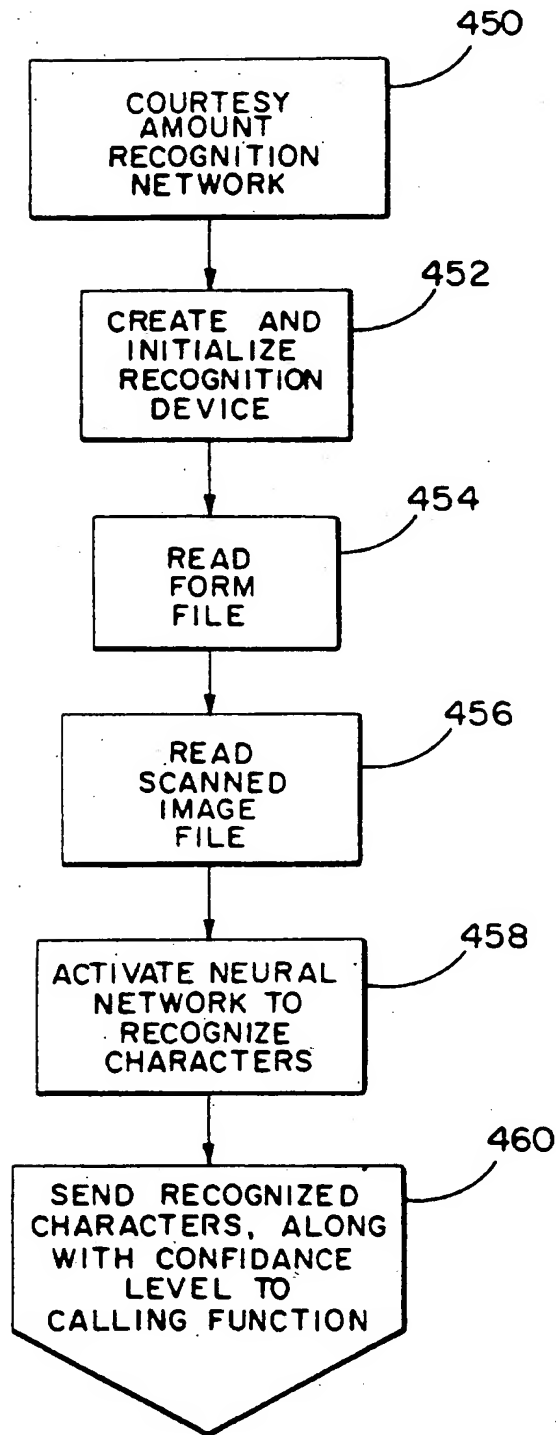 450
COURTESY
AMOUNT
RECOGNITION
NETWORK
452
CREATE AND
INITIALIZE
RECOGNITION
DEVICE
454
READ
FORM
FILE
456
READ
SCANNED
IMAGE
FILE
458
ACTIVATE NEURAL
NETWORK TO
RECOGNIZE
CHARACTERS
460
SEND RECOGNIZED
CHARACTERS, ALONG
WITH CONFIDANCE
LEVEL TO
CALLING FUNCTION